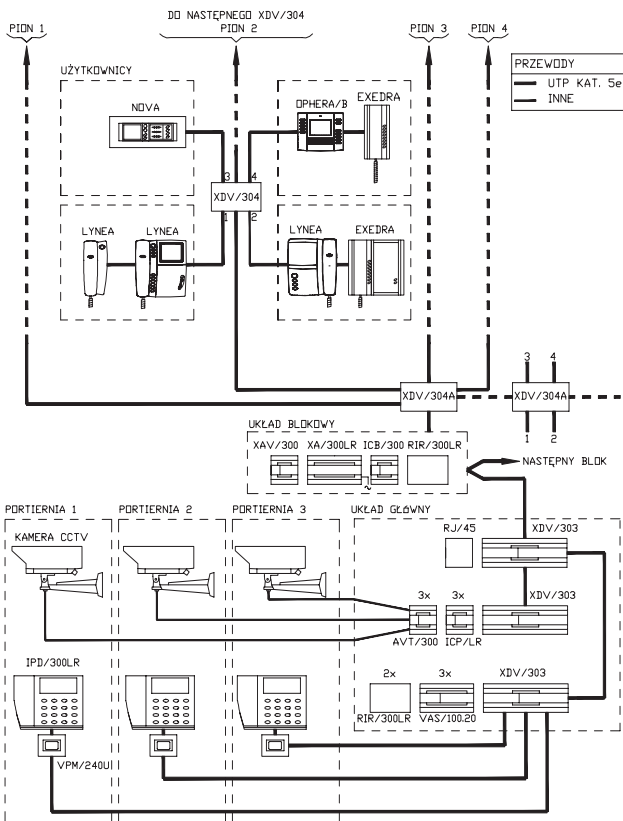 DO NASTĘPNEGO XDV/304
PION 1
PION 2
PION 3
PION 4
PRZEWODY
UTP KAT. 5e
INNE
UŻYTKOWNICY
NOVA
OPHERA/B
EXEDRA
3 4
XDV/304
1 2
LYNEA
LYNEA
LYNEA
EXEDRA
3 4
XDV/304A
XDV/304A
1 2
UKŁAD BLOKOWY
XAV/300
XA/300LR
ICB/300
RIR/300LR
~
NASTĘPNY BLOK
PORTIERNIA 1
PORTIERNIA 2
PORTIERNIA 3
UKŁAD GŁÓWNY
KAMERA CCTV
RJ/45
XDV/303
3x
3x
XDV/303
AVT/300
ICP/LR
IPD/300LR
2x
3x
XDV/303
RIR/300LR
VAS/100.20
VPM/240U